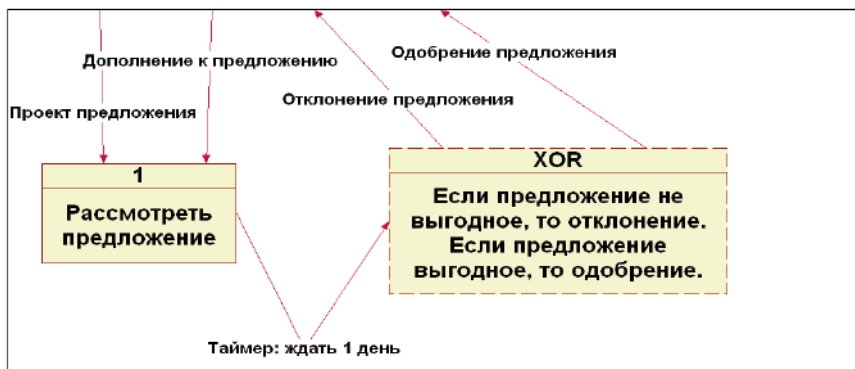 Одобрение предложения
Дополнение к предложению
Отклонение предложения
Проект предложения
1
Рассмотреть
предложение
XOR
Если предложение не
выгодное, то отклонение.
Если предложение
выгодное, то одобрение.
Таймер: ждать 1 день